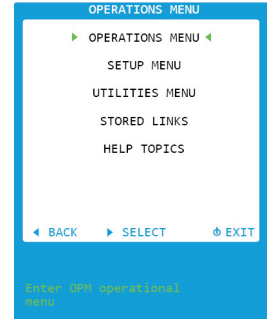 OPERATIONS MENU
OPERATIONS MENU
SETUP MENU
UTILITIES MENU
STORED LINKS
HELP TOPICS
BACK SELECT EXIT
Enter OPM operational
menu